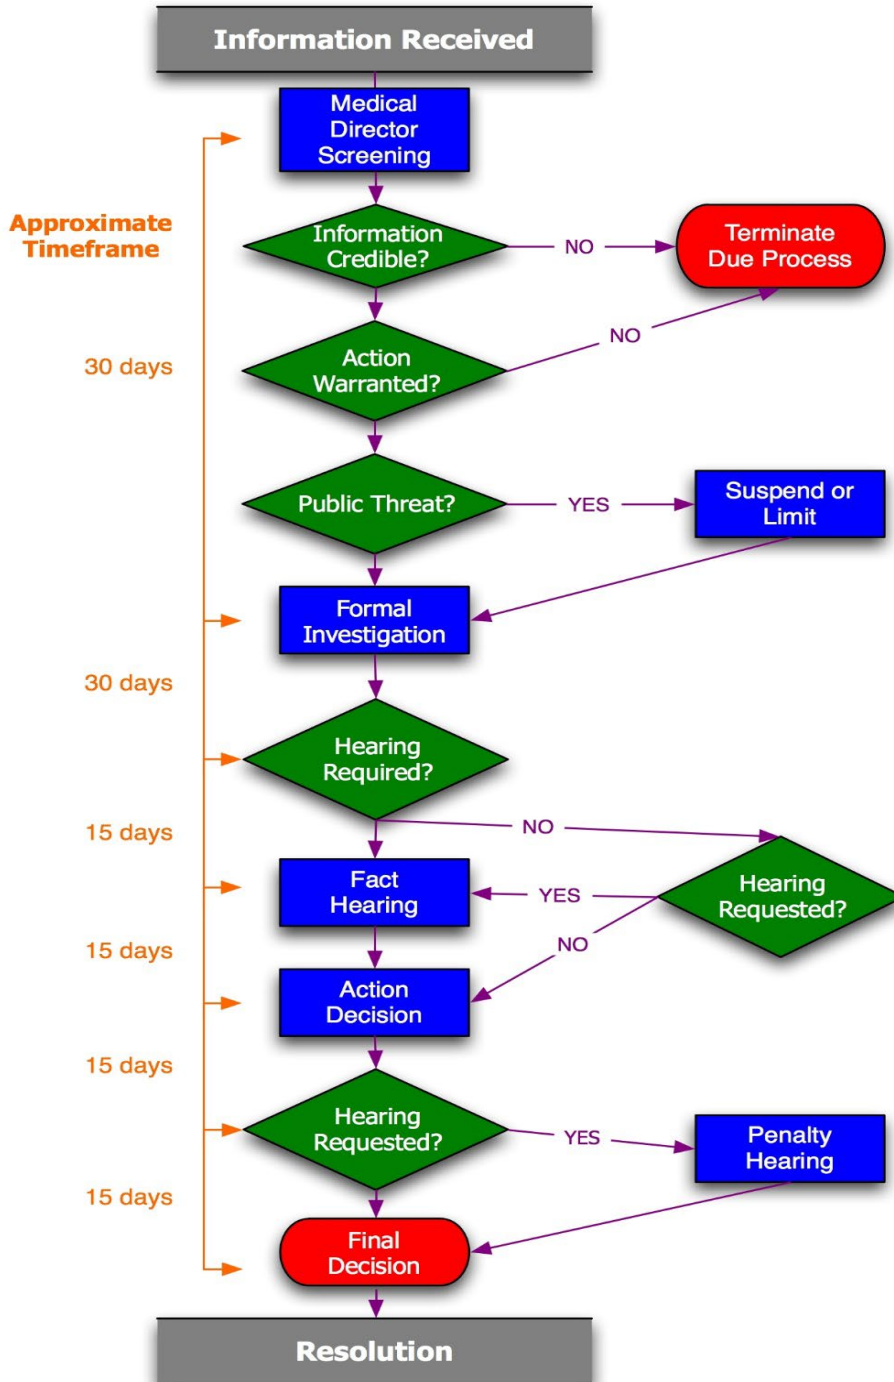 Information Received
Medical
Director
Screening
Approximate
Timeframe
Information
Credible?
NO
Terminate
Due Process
30 days
Action
Warranted?
NO
Public Threat?
YES
Suspend or
Limit
Formal
Investigation
30 days
Hearing
Required?
15 days
NO
Fact
Hearing
YES
Hearing
Requested?
15 days
NO
Action
Decision
15 days
Hearing
Requested?
YES
Penalty
Hearing
15 days
Final
Decision
Resolution